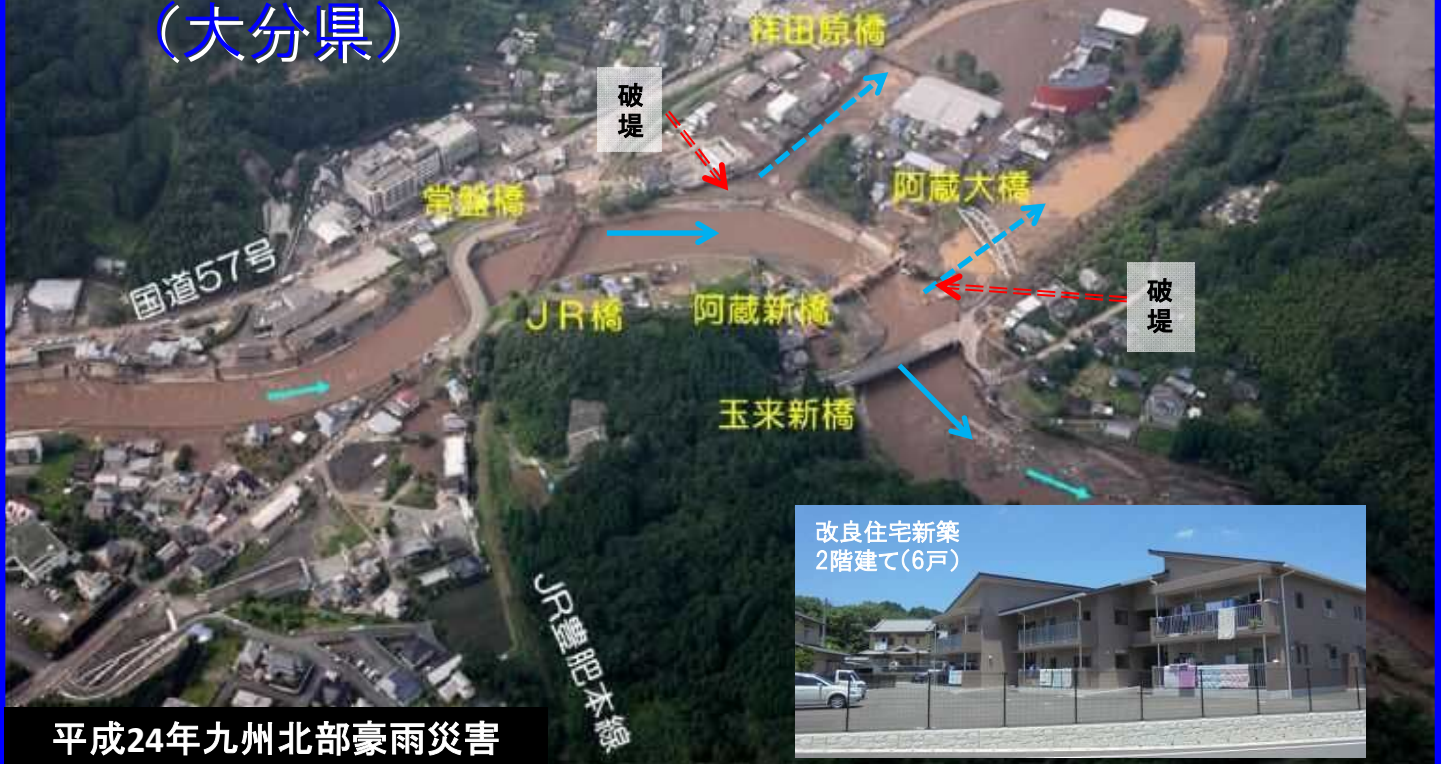 （大分県）
拝田原橋
破
堤
常盤橋
阿蔵大橋
国道57号
JR橋
阿蔵新橋
破
堤
玉来新橋
改良住宅新築
2階建て(6戸)
JR豊肥本線
平成24年九州北部豪雨災害